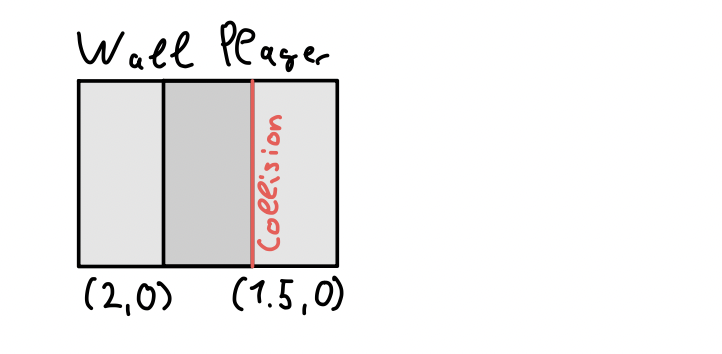 Wall Player
Collision
(2,0) (1.5,0)